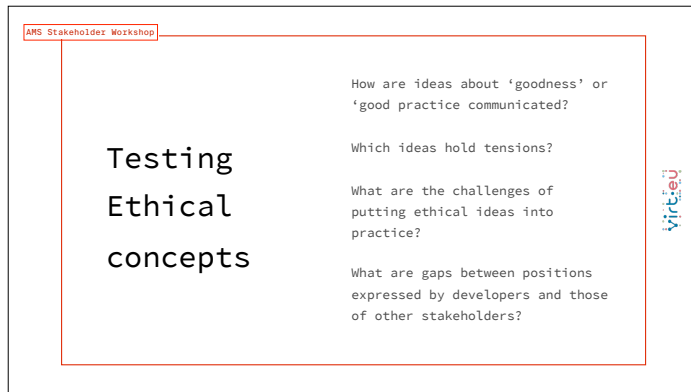 AMS Stakeholder Workshop
Testing
Ethical
concepts
How are ideas about ‘goodness’ or
‘good practice communicated?
Which ideas hold tensions?
What are the challenges of
putting ethical ideas into
practice?
What are gaps between positions
expressed by developers and those
of other stakeholders?
virt:eu